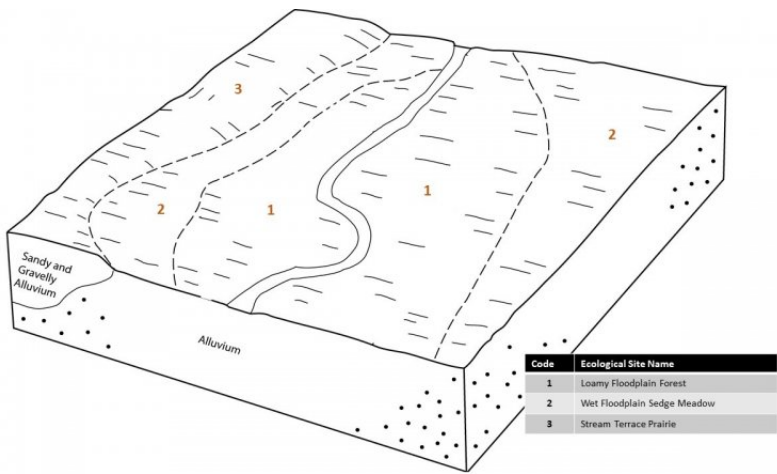 3
2
2
1
1
Sandy and
Gravelly
Alluvium
Alluvium
Code Ecological Site Name
1 Loamy Floodplain Forest
2 Wet Floodplain Sedge Meadow
3 Stream Terrace Prairie